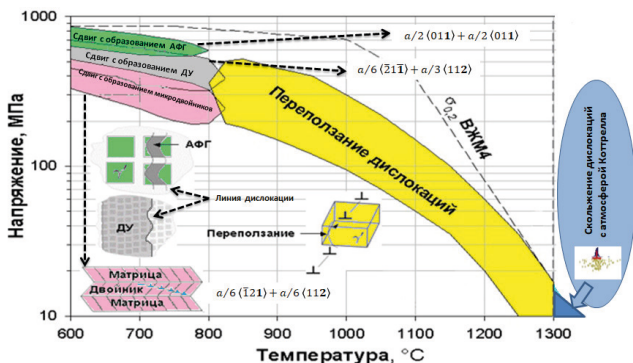 1000
100
10
Напряжение, МПа
Сдвиг с образованием АФГ
Сдвиг с образованием ДУ
Сдвиг с образованием микродвойников
a/2 ⟨011⟩ + a/2 ⟨011⟩
a/6 ⟨2̅11̅⟩ + a/3 ⟨112⟩
σ0,2 ВЖМ4
Переползание дислокаций
АФГ
Линия дислокации
ДУ
Переползание
Матрица
Двойник
Матрица
a/6 ⟨1̅21⟩ + a/6 ⟨112⟩
Скольжение дислокаций
с атмосферой Коттрелла
600 700 800 900 1000 1100 1200 1300
Температура, °C